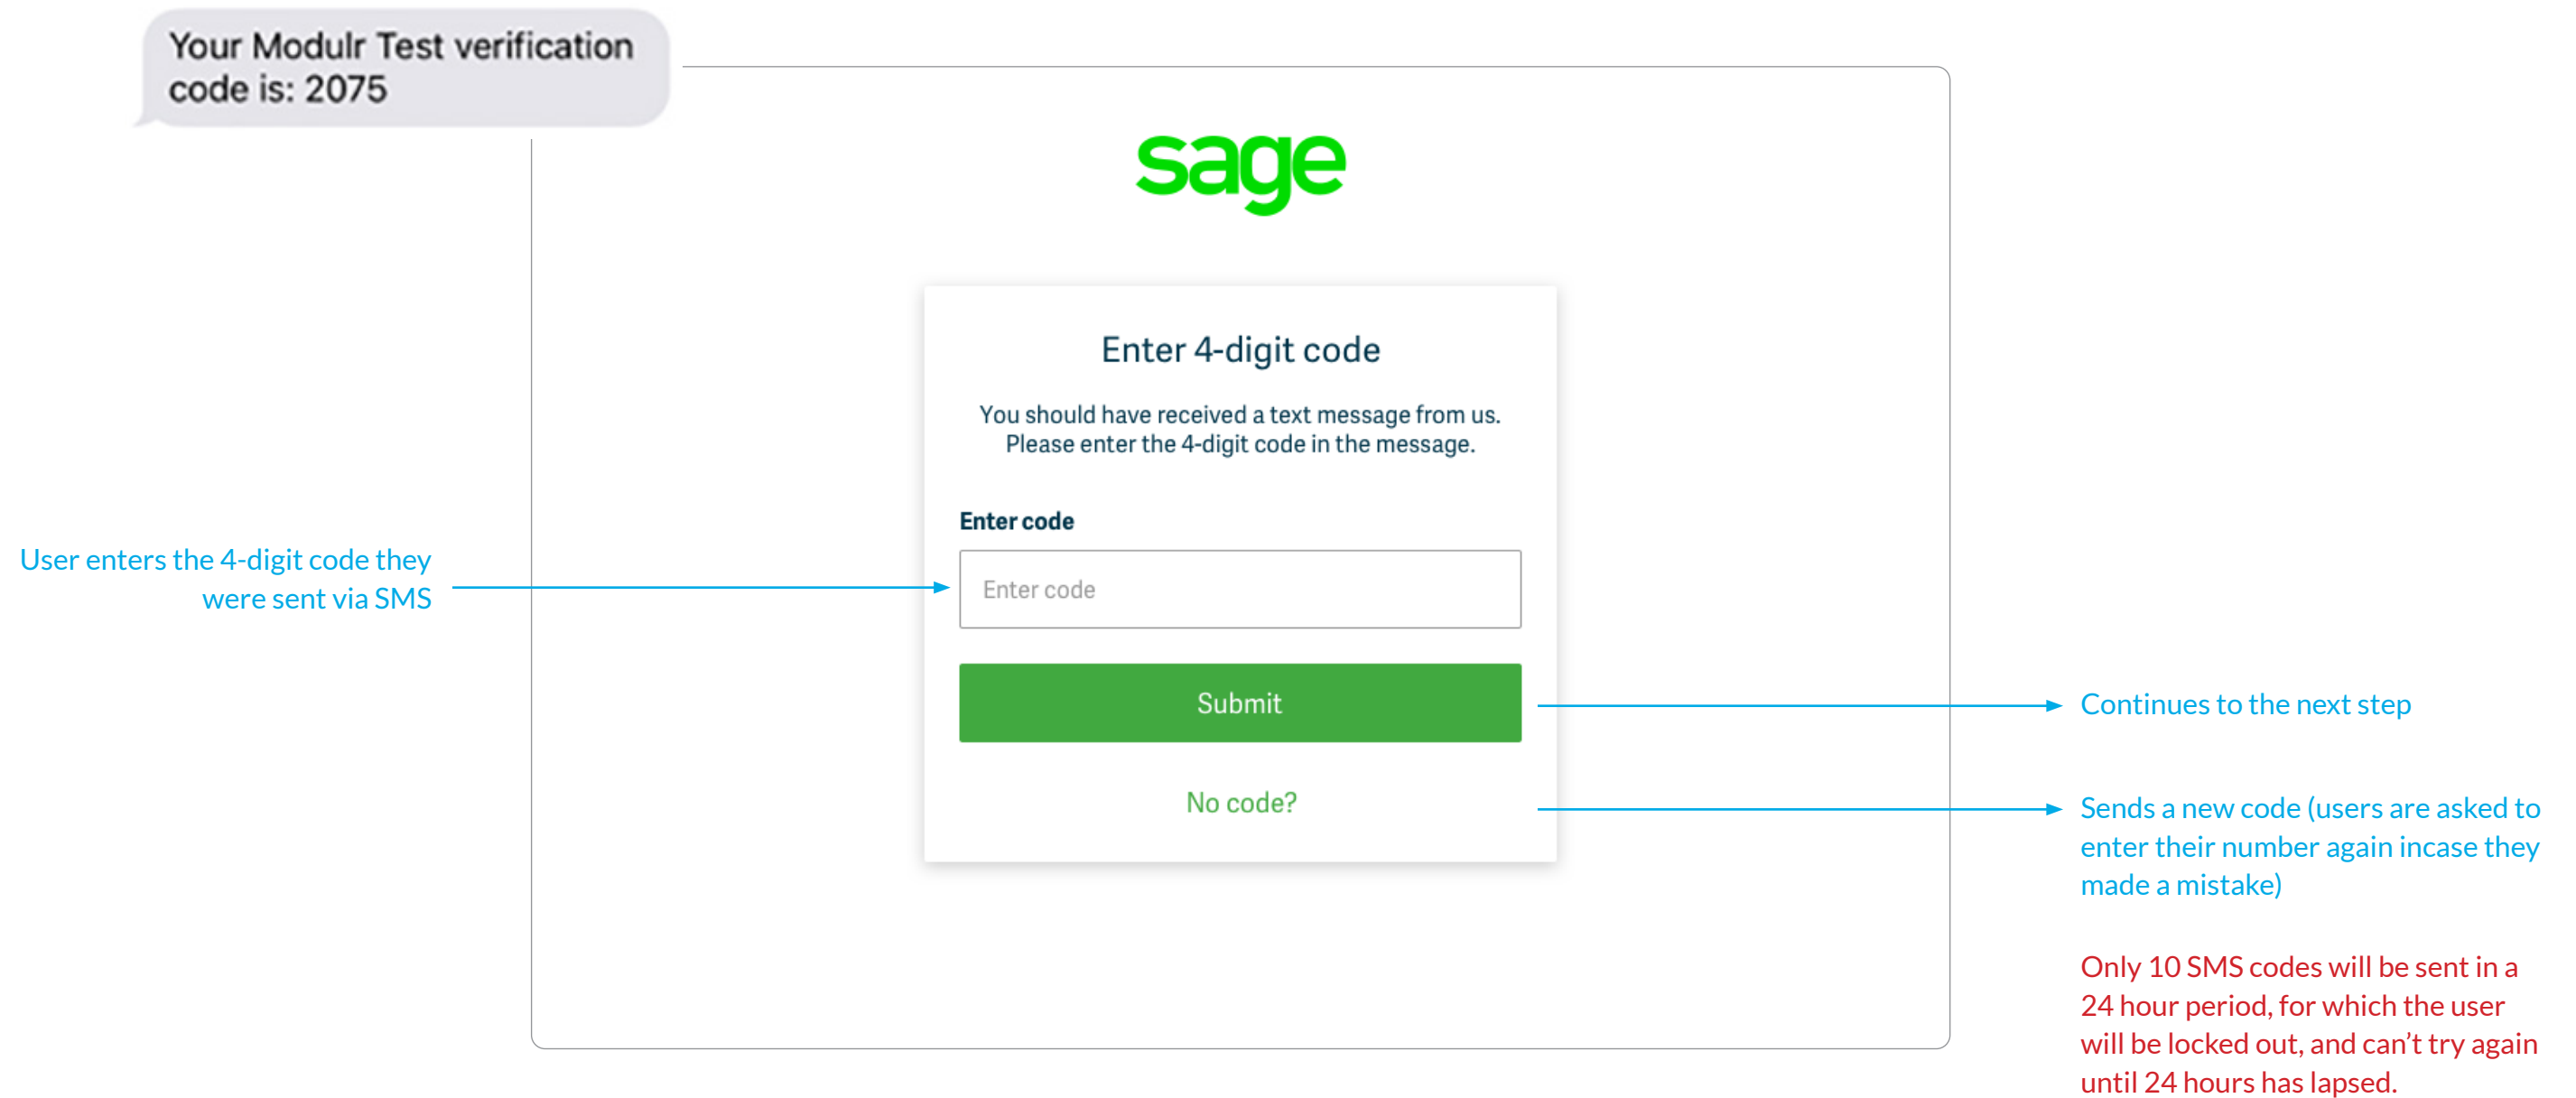 Your Modulr Test verification
code is: 2075
sage
Enter 4-digit code
You should have received a text message from us.
Please enter the 4-digit code in the message.
Enter code
User enters the 4-digit code they
were sent via SMS
Enter code
Submit
Continues to the next step
No code?
Sends a new code (users are asked to
enter their number again incase they
made a mistake)
Only 10 SMS codes will be sent in a
24 hour period, for which the user
will be locked out, and can’t try again
until 24 hours has lapsed.